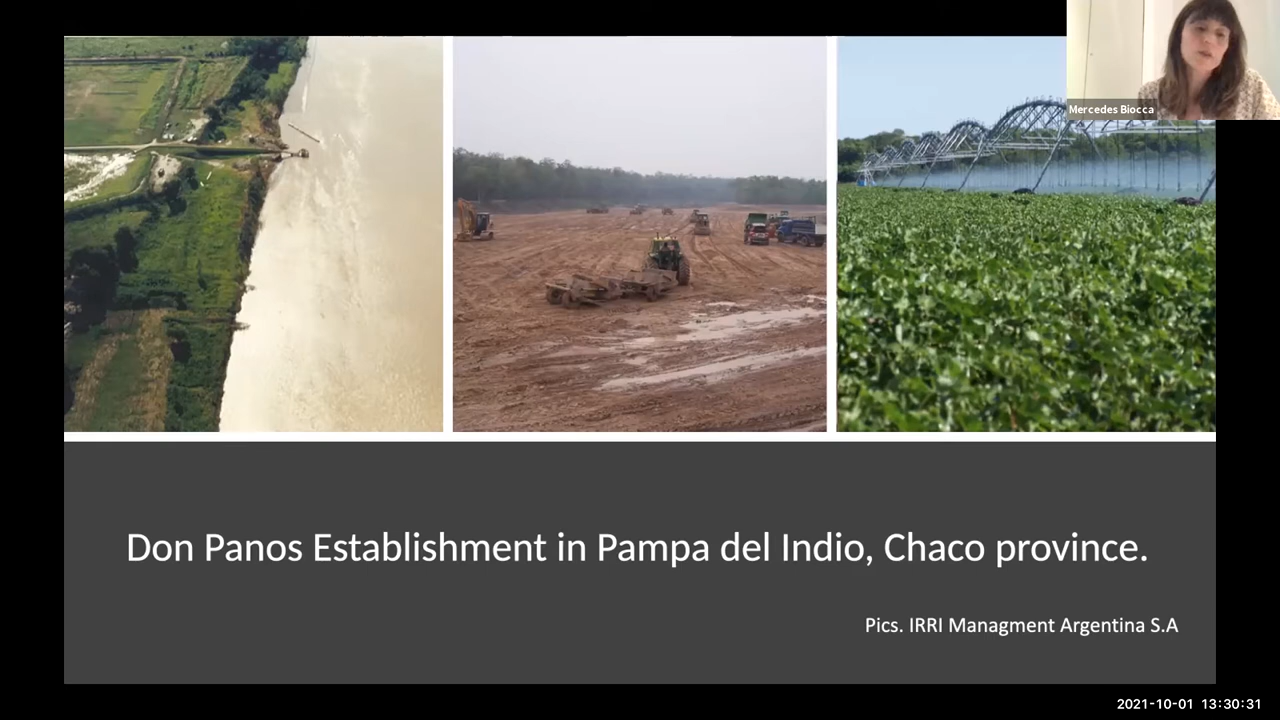 Mercedes Biocca
Don Panos Establishment in Pampa del Indio, Chaco province.
Pics. IRRI Managment Argentina S.A
2021-10-01 13:30:31